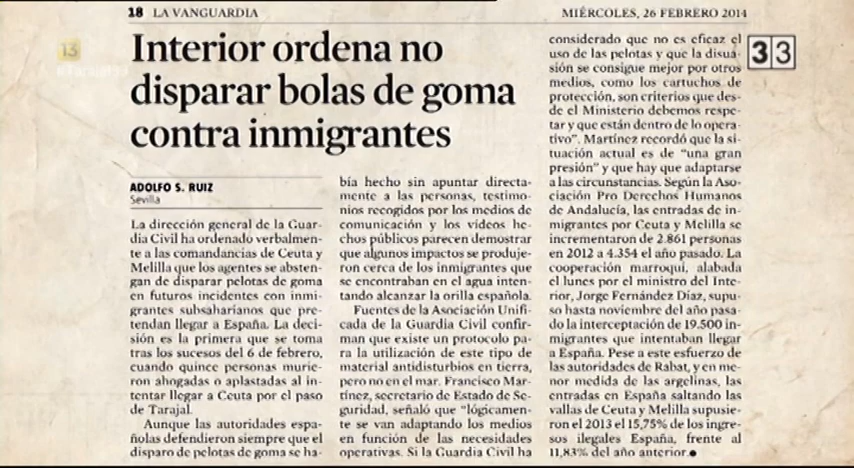 18 LA VANGUARDIA
MIÉRCOLES, 26 FEBRERO 2014
13
#Tarajal33
33
Interior ordena no
disparar bolas de goma
contra inmigrantes
ADOLFO S. RUIZ
Sevilla
La dirección general de la Guar-
dia Civil ha ordenado verbalmen-
te a las comandancias de Ceuta y
Melilla que los agentes se absten-
gan de disparar pelotas de goma
en futuros incidentes con inmi-
grantes subsaharianos que pre-
tendan llegar a España. La deci-
sión es la primera que se toma
tras los sucesos del 6 de febrero,
cuando quince personas murie-
ron ahogadas o aplastadas al in-
tentar llegar a Ceuta por el paso
de Tarajal.
Aunque las autoridades espa-
ñolas defendieron siempre que el
disparo de pelotas de goma se ha-
bía hecho sin apuntar directa-
mente a las personas, testimo-
nios recogidos por los medios de
comunicación y los vídeos he-
chos públicos parecen demostrar
que algunos impactos se produje-
ron cerca de los inmigrantes que
se encontraban en el agua inten-
tando alcanzar la orilla española.
Fuentes de la Asociación Unifi-
cada de la Guardia Civil confir-
man que existe un protocolo pa-
ra la utilización de este tipo de
material antidisturbios en tierra,
pero no en el mar. Francisco Mar-
tínez, secretario de Estado de Se-
guridad, señaló que "lógicamen-
te se van adaptando los medios
en función de las necesidades
operativas. Si la Guardia Civil ha
considerado que no es eficaz el
uso de las pelotas y que la disua-
sión se consigue mejor por otros
medios, como los cartuchos de
protección, son criterios que des-
de el Ministerio debemos respe-
tar y que están dentro de lo opera-
tivo". Martínez recordó que la si-
tuación actual es de "una gran
presión" y que hay que adaptarse
a las circunstancias. Según la Aso-
ciación Pro Derechos Humanos
de Andalucía, las entradas de in-
migrantes por Ceuta y Melilla se
incrementaron de 2.861 personas
en 2012 a 4.354 el año pasado. La
cooperación marroquí, alabada
el lunes por el ministro del Inte-
rior, Jorge Fernández Díaz, supu-
so hasta noviembre del año pasa-
do la interceptación de 19.500 in-
migrantes que intentaban llegar
a España. Pese a este esfuerzo de
las autoridades de Rabat, y en me-
nor medida de las argelinas, las
entradas en España saltando las
vallas de Ceuta y Melilla supusie-
ron el 2013 el 15,75% de los ingre-
sos ilegales España, frente al
11,83% del año anterior.●